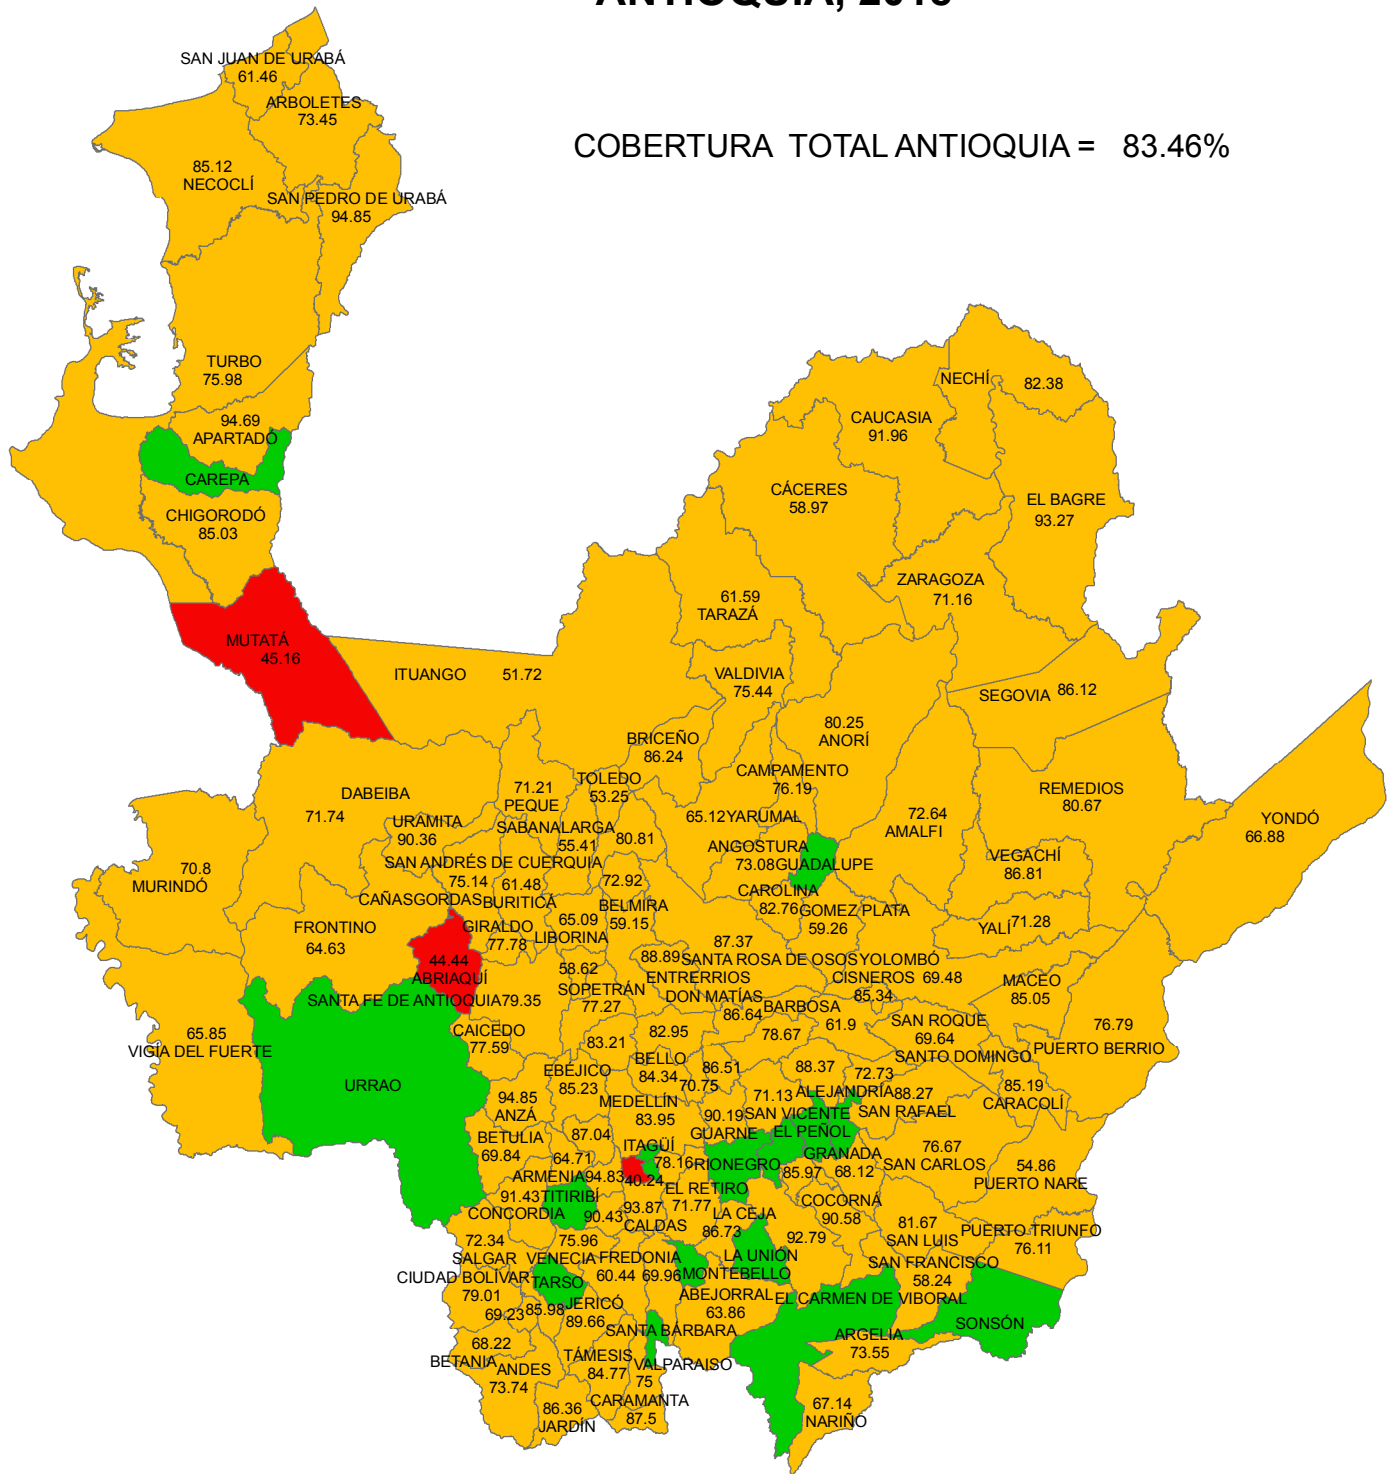 ANTIOQUIA, 2018
SAN JUAN DE URABÁ
61.46
ARBOLETES
73.45
COBERTURA TOTAL ANTIOQUIA = 83.46%
85.12
NECOCLÍ
SAN PEDRO DE URABÁ
94.85
TURBO
75.98
94.69
APARTADÓ
CAREPA
CHIGORODÓ
85.03
MUTATÁ
45.16
NECHÍ
82.38
CAUCASIA
91.96
CÁCERES
58.97
EL BAGRE
93.27
ZARAGOZA
71.16
61.59
TARAZÁ
ITUANGO 51.72
VALDIVIA
75.44
SEGOVIA 86.12
80.25
ANORÍ
BRICEÑO
86.24
CAMPAMENTO
76.19
TOLEDO
53.25
71.21
PEQUE
DABEIBA
71.74
REMEDIOS
80.67
YONDÓ
66.88
65.12 YARUMAL
72.64
AMALFI
URAMITA
90.36
SABANALARGA
55.41
80.81
ANGOSTURA
73.08 GUADALUPE
VEGACHÍ
86.81
SAN ANDRÉS DE CUERQUIA
75.14
61.48
72.92
70.8
MURINDÓ
CAÑASGORDAS BURITICÁ
BELMIRA
59.15
CAROLINA
82.76
GOMEZ PLATA
59.26
YALÍ 71.28
FRONTINO
64.63
GIRALDO
77.78
65.09
LIBORINA
87.37
88.89 SANTA ROSA DE OSOS YOLOMBÓ
44.44
ABRIAQUÍ
58.62
SOPETRÁN
77.27
ENTRERRIOS
DON MATÍAS
86.64
CISNEROS 69.48
85.34
MACEO
85.05
SANTA FE DE ANTIOQUIA 79.35
BARBOSA
78.67
61.9
SAN ROQUE
69.64
76.79
PUERTO BERRIO
65.85
VIGÍA DEL FUERTE
CAICEDO
77.59
83.21
82.95
SANTO DOMINGO
URRAO
EBÉJICO
85.23
BELLO
84.34
86.51
70.75
88.37
72.73
85.19
CARACOLÍ
94.85
ANZÁ
MEDELLÍN
83.95
71.13
ALEJANDRÍA 88.27
SAN RAFAEL
90.19
GUARNE
SAN VICENTE
EL PEÑOL
BETULIA
69.84
87.04
ITAGÜÍ
78.16
RIONEGRO
GRANADA
68.12
85.97
76.67
SAN CARLOS
54.86
PUERTO NARE
64.71
ARMENIA 94.83
40.24
91.43
TITIRIBÍ
CONCORDIA
90.43
93.87
CALDAS
EL RETIRO
71.77
LA CEJA
86.73
COCORNÁ
90.58
81.67
SAN LUIS
PUERTO TRIUNFO
76.11
72.34
SALGAR
75.96
VENECIA FREDONIA
60.44
69.96
MONTEBELLO
LA UNIÓN
92.79
SAN FRANCISCO
58.24
CIUDAD BOLÍVAR
79.01
TARSO
ABEJORRAL
63.86
EL CARMEN DE VIBORAL
69.23
85.98
JERICÓ
89.66
SANTA BÁRBARA
ARGELIA
73.55
SONSÓN
68.22
BETANIA
ANDES
73.74
TÁMESIS
84.77
VALPARAISO
75
CARAMANTA
87.5
86.36
JARDÍN
67.14
NARIÑO